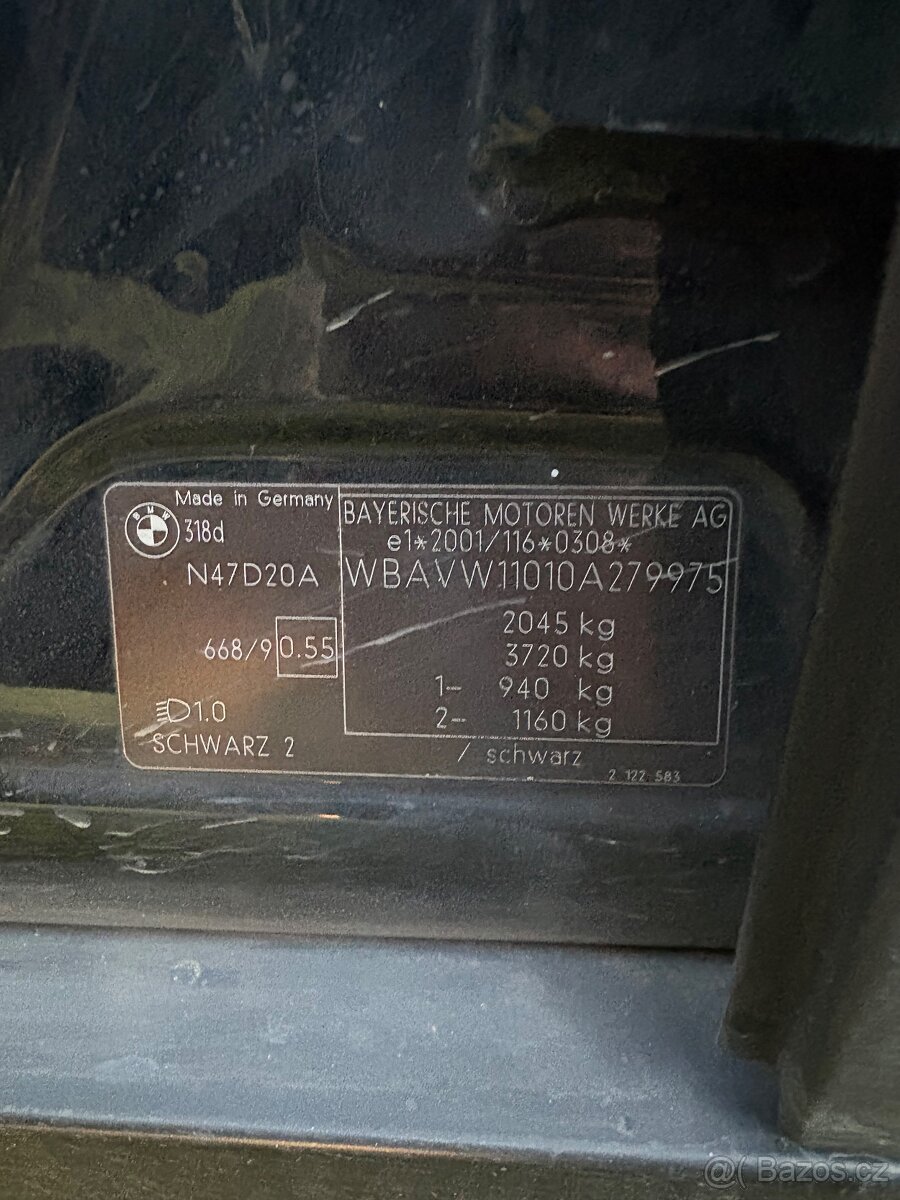 Made in Germany
BMW
318d
N47D20A
668/9 0.55
1.0
SCHWARZ 2
BAYERISCHE MOTOREN WERKE AG
e1*2001/116*0308*
WBAVW11010A279975
2045 kg
3720 kg
1- 940 kg
2- 1160 kg
/ schwarz
2 122 583
@( Bazos.cz